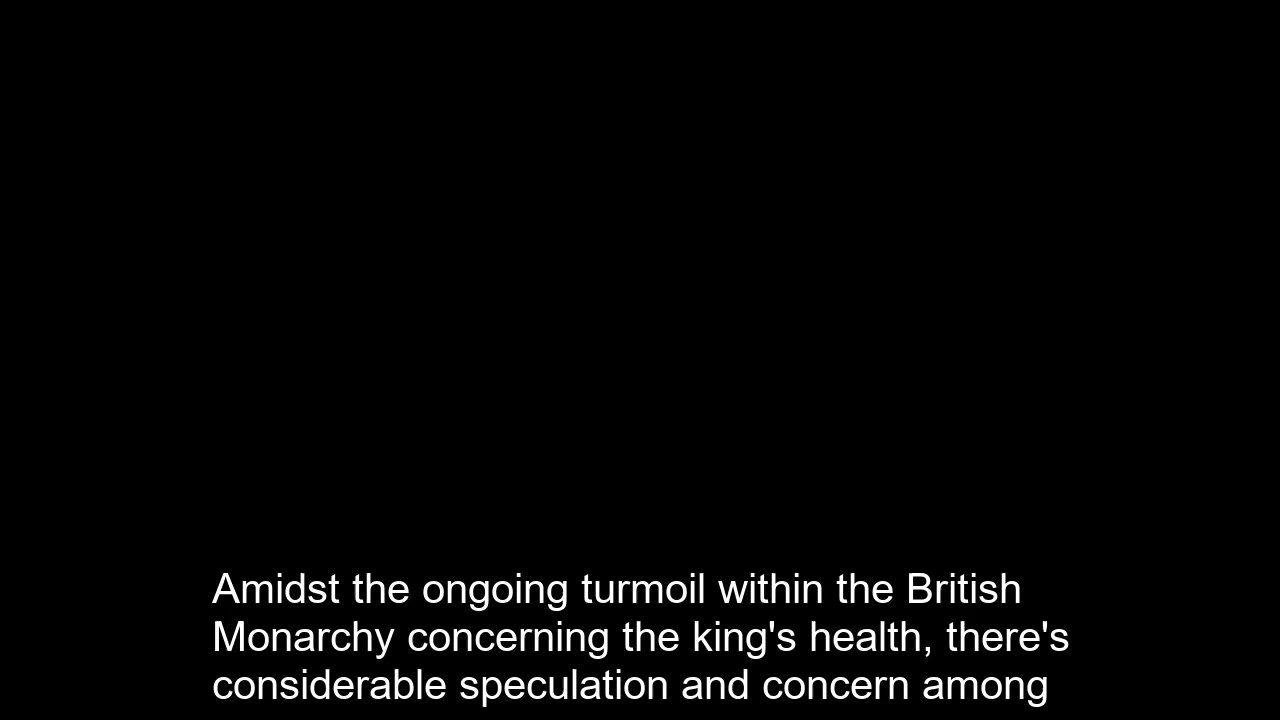 Amidst the ongoing turmoil within the British
Monarchy concerning the king's health, there's
considerable speculation and concern among